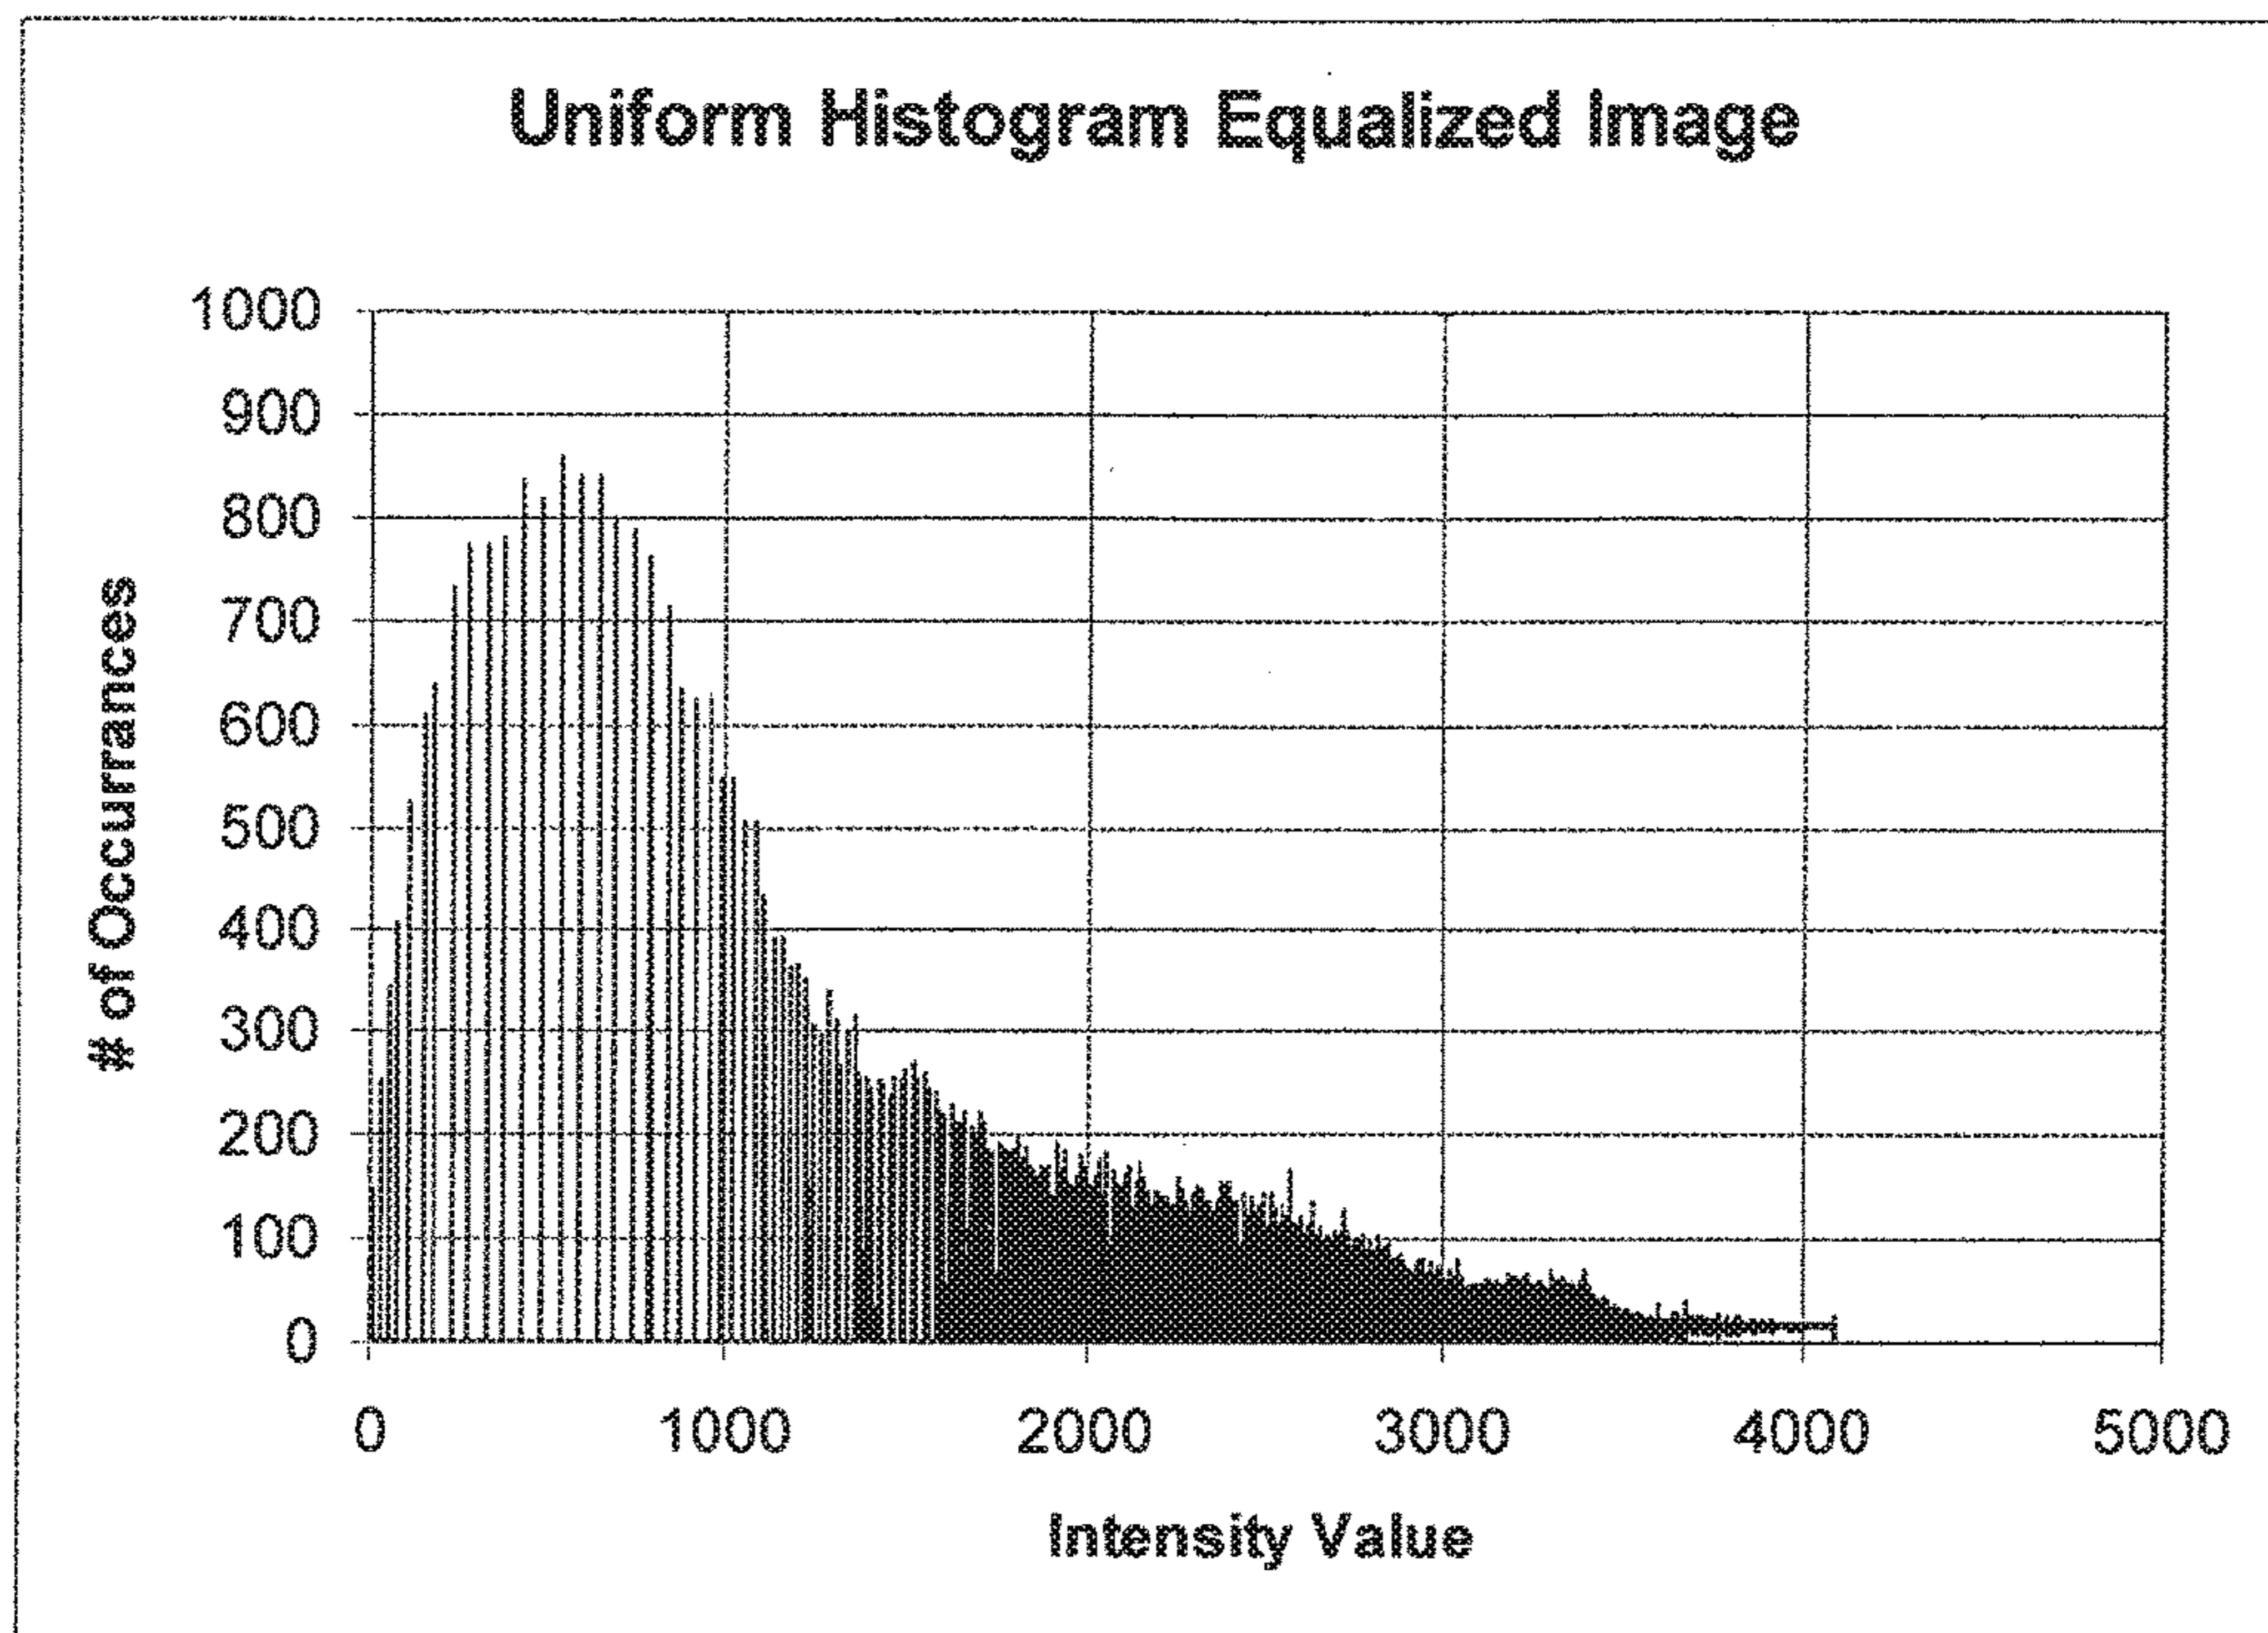 Uniform Histogram Equalized Image
# of Occurrances
1000
900
800
700
600
500
400
300
200
100
0
0 1000 2000 3000 4000 5000
Intensity Value